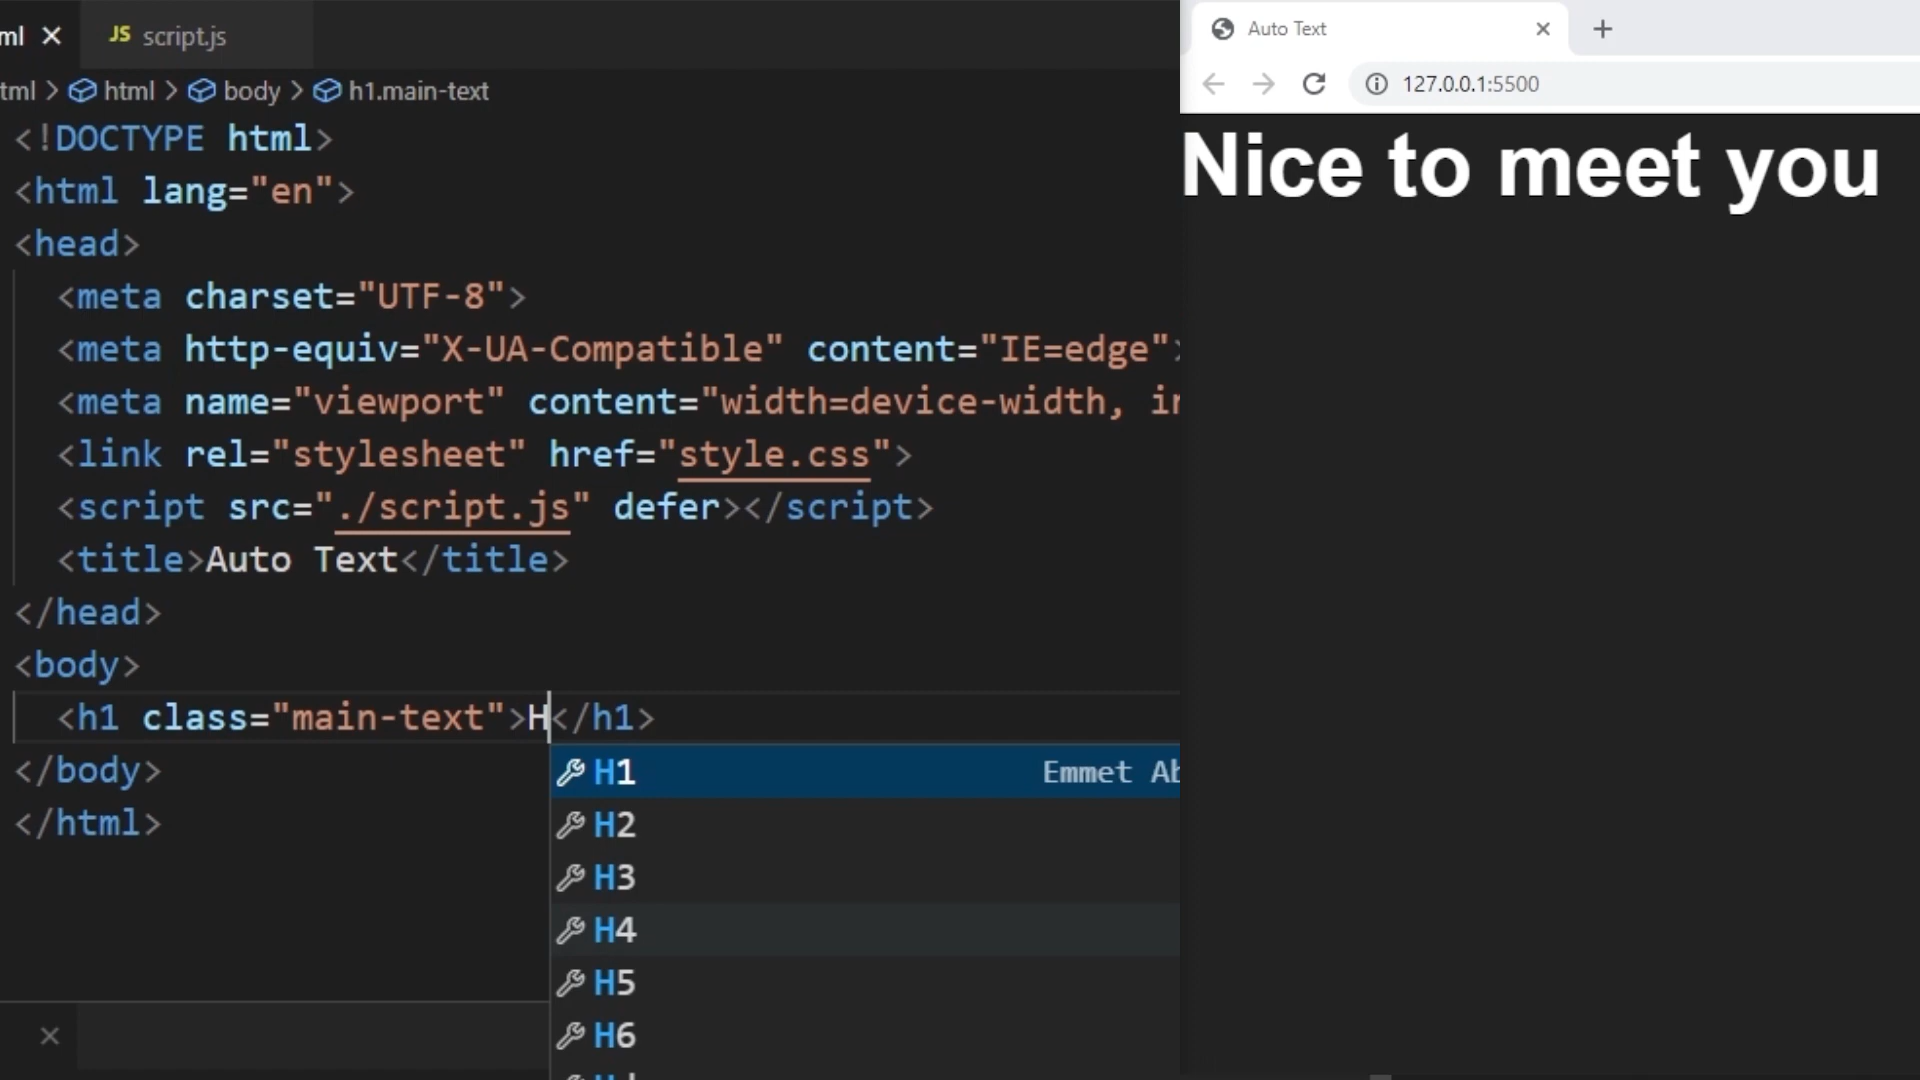 ml
JS script.js
tml > html > body > h1.main-text
<!DOCTYPE html>
<html lang="en">
<head>
<meta charset="UTF-8">
<meta http-equiv="X-UA-Compatible" content="IE=edge">
<meta name="viewport" content="width=device-width,
<link rel="stylesheet" href="style.css">
<script src="./script.js" defer></script>
<title>Auto Text</title>
</head>
<body>
<h1 class="main-text">H</h1>
</body>
</html>
H1 Emmet Ab
H2
H3
H4
H5
H6
Auto Text
127.0.0.1:5500
Nice to meet you